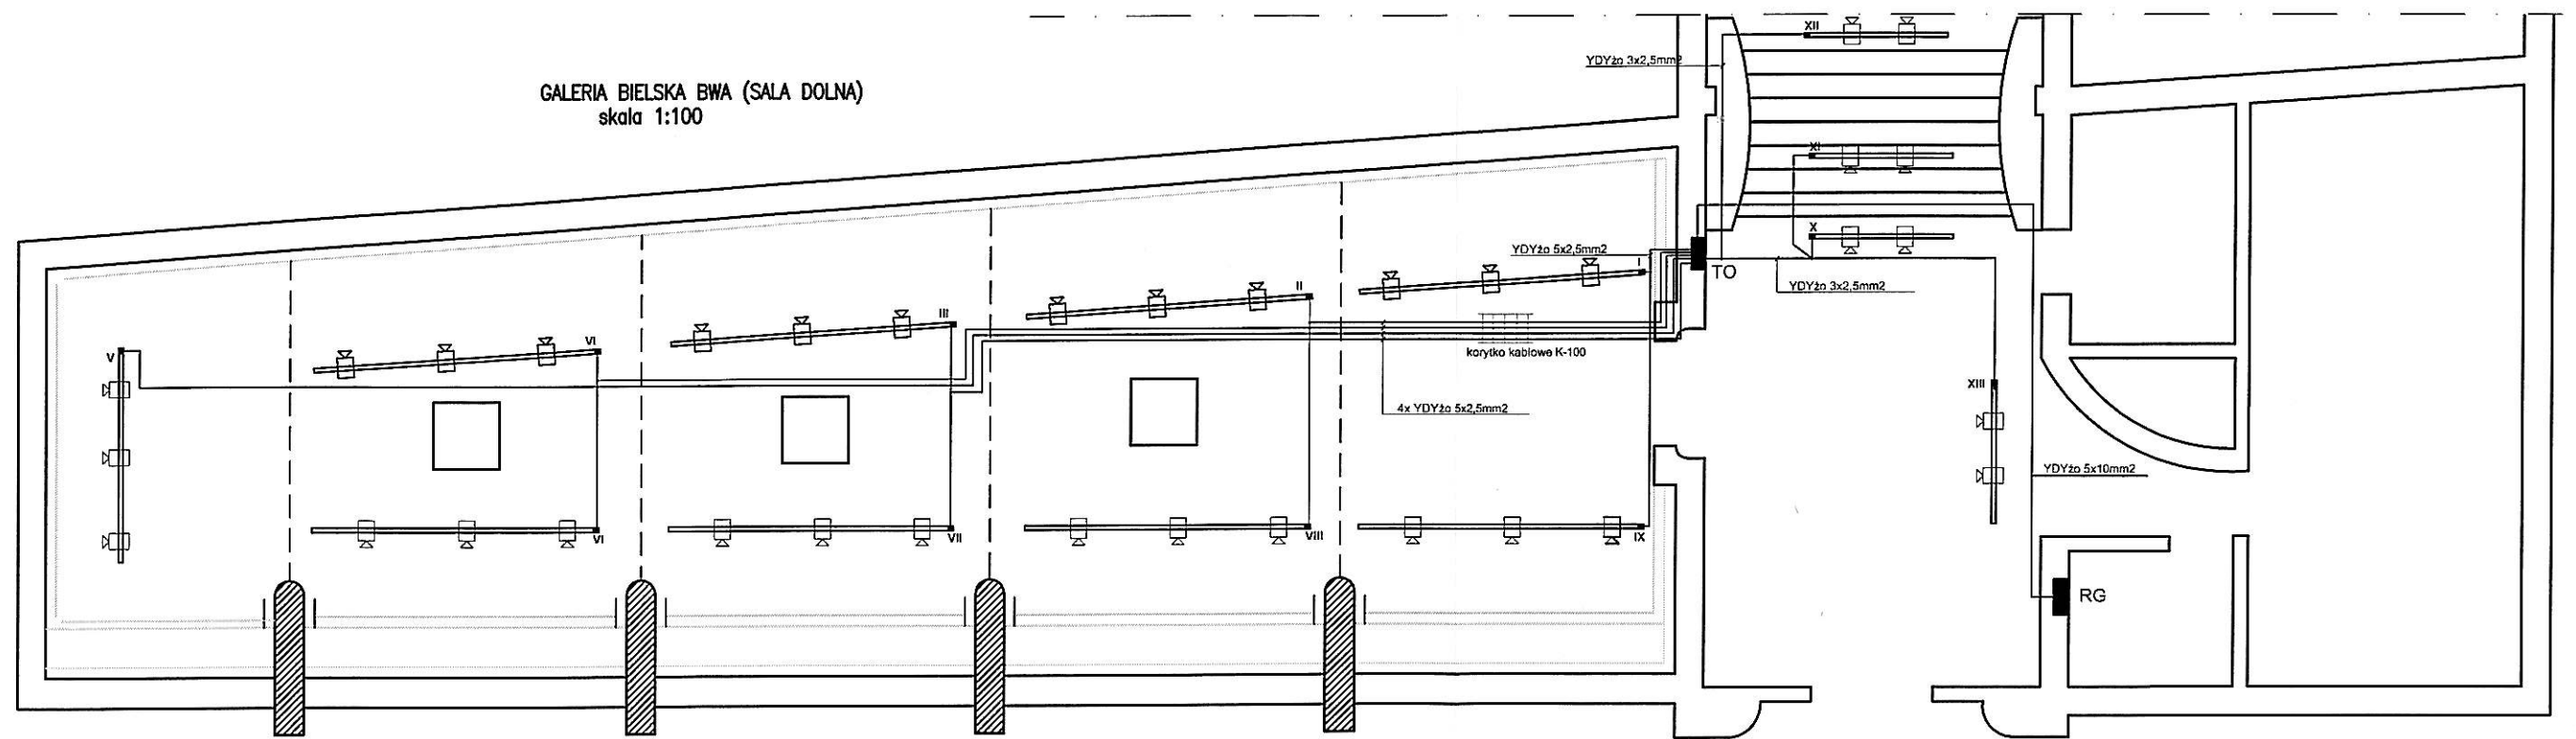 GALERIA BIELSKA BWA (SALA DOLNA)
skala 1:100
XII
YDYżo 3x2,5mm2
XI
X
YDYżo 5x2,5mm2
I
TO
YDYżo 3x2,5mm2
II
III
korytko kablowe K-100
VI
V
XIII
4x YDYżo 5x2,5mm2
YDYżo 5x10mm2
VI
VII
VIII
IX
RG